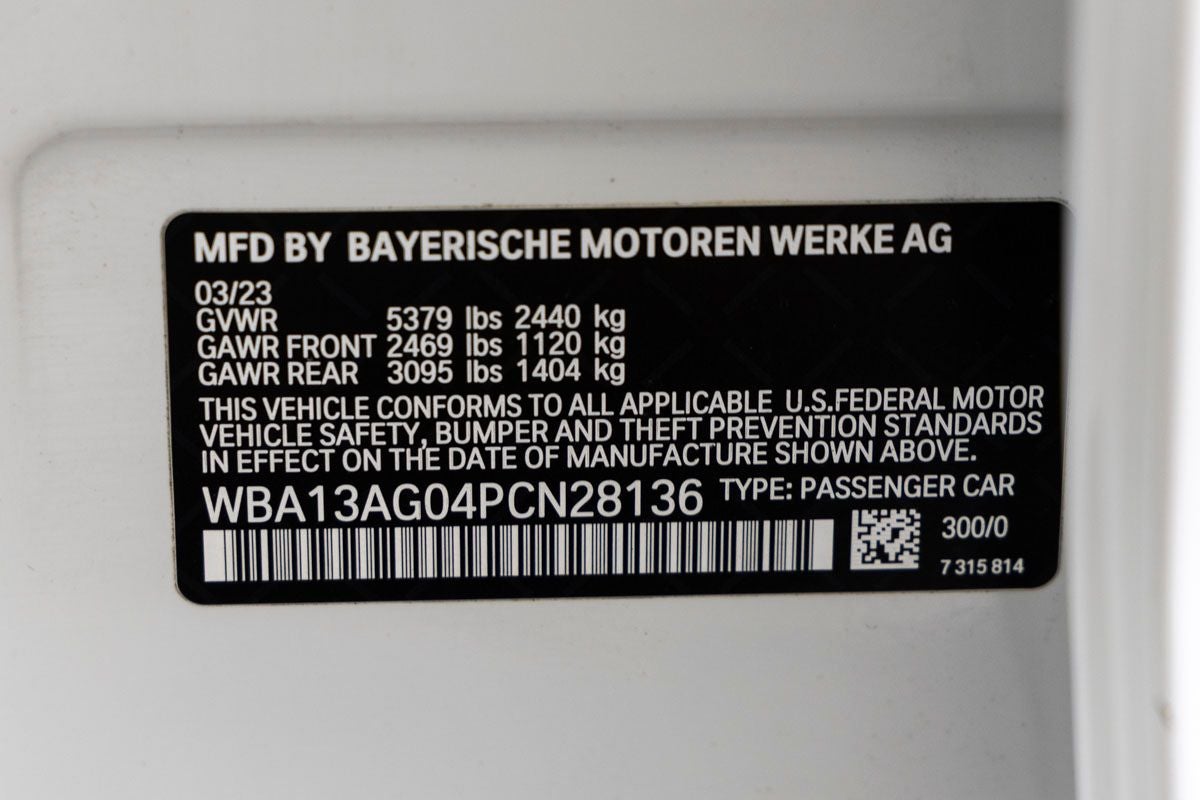 MFD BY BAYERISCHE MOTOREN WERKE AG
03/23
GVWR 5379 lbs 2440 kg
GAWR FRONT 2469 lbs 1120 kg
GAWR REAR 3095 lbs 1404 kg
THIS VEHICLE CONFORMS TO ALL APPLICABLE U.S.FEDERAL MOTOR
VEHICLE SAFETY, BUMPER AND THEFT PREVENTION STANDARDS
IN EFFECT ON THE DATE OF MANUFACTURE SHOWN ABOVE.
WBA13AG04PCN28136 TYPE: PASSENGER CAR
300/0
7 315 814